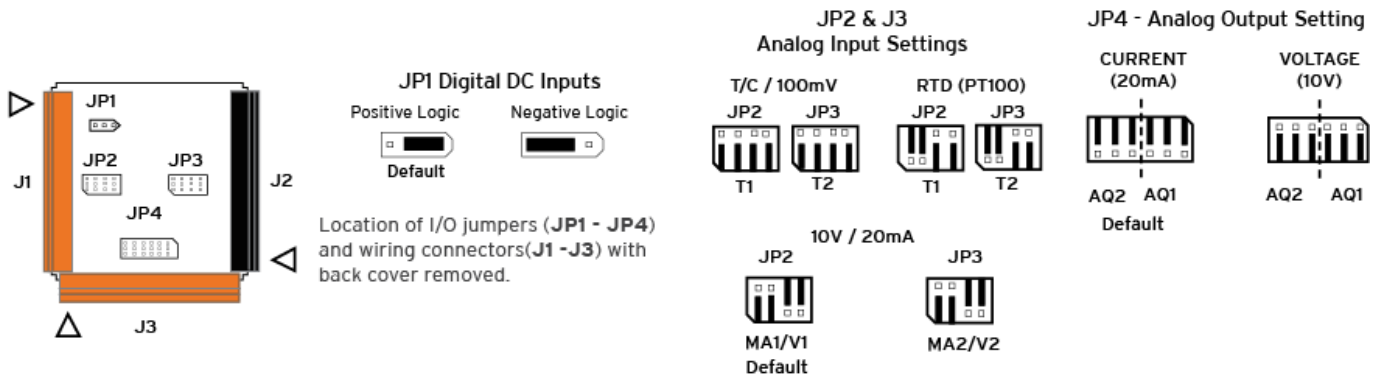 JP1
JP2
JP3
JP4
J1
J2
J3
JP1 Digital DC Inputs
Positive Logic
Negative Logic
Default
Location of I/O jumpers (JP1 - JP4)
and wiring connectors(J1 -J3) with
back cover removed.
JP2 & J3
Analog Input Settings
T/C / 100mV
RTD (PT100)
JP2
JP3
JP2
JP3
T1
T2
T1
T2
10V / 20mA
JP2
JP3
MA1/V1
MA2/V2
Default
JP4 - Analog Output Setting
CURRENT
(20mA)
VOLTAGE
(10V)
AQ2
AQ1
AQ2
AQ1
Default